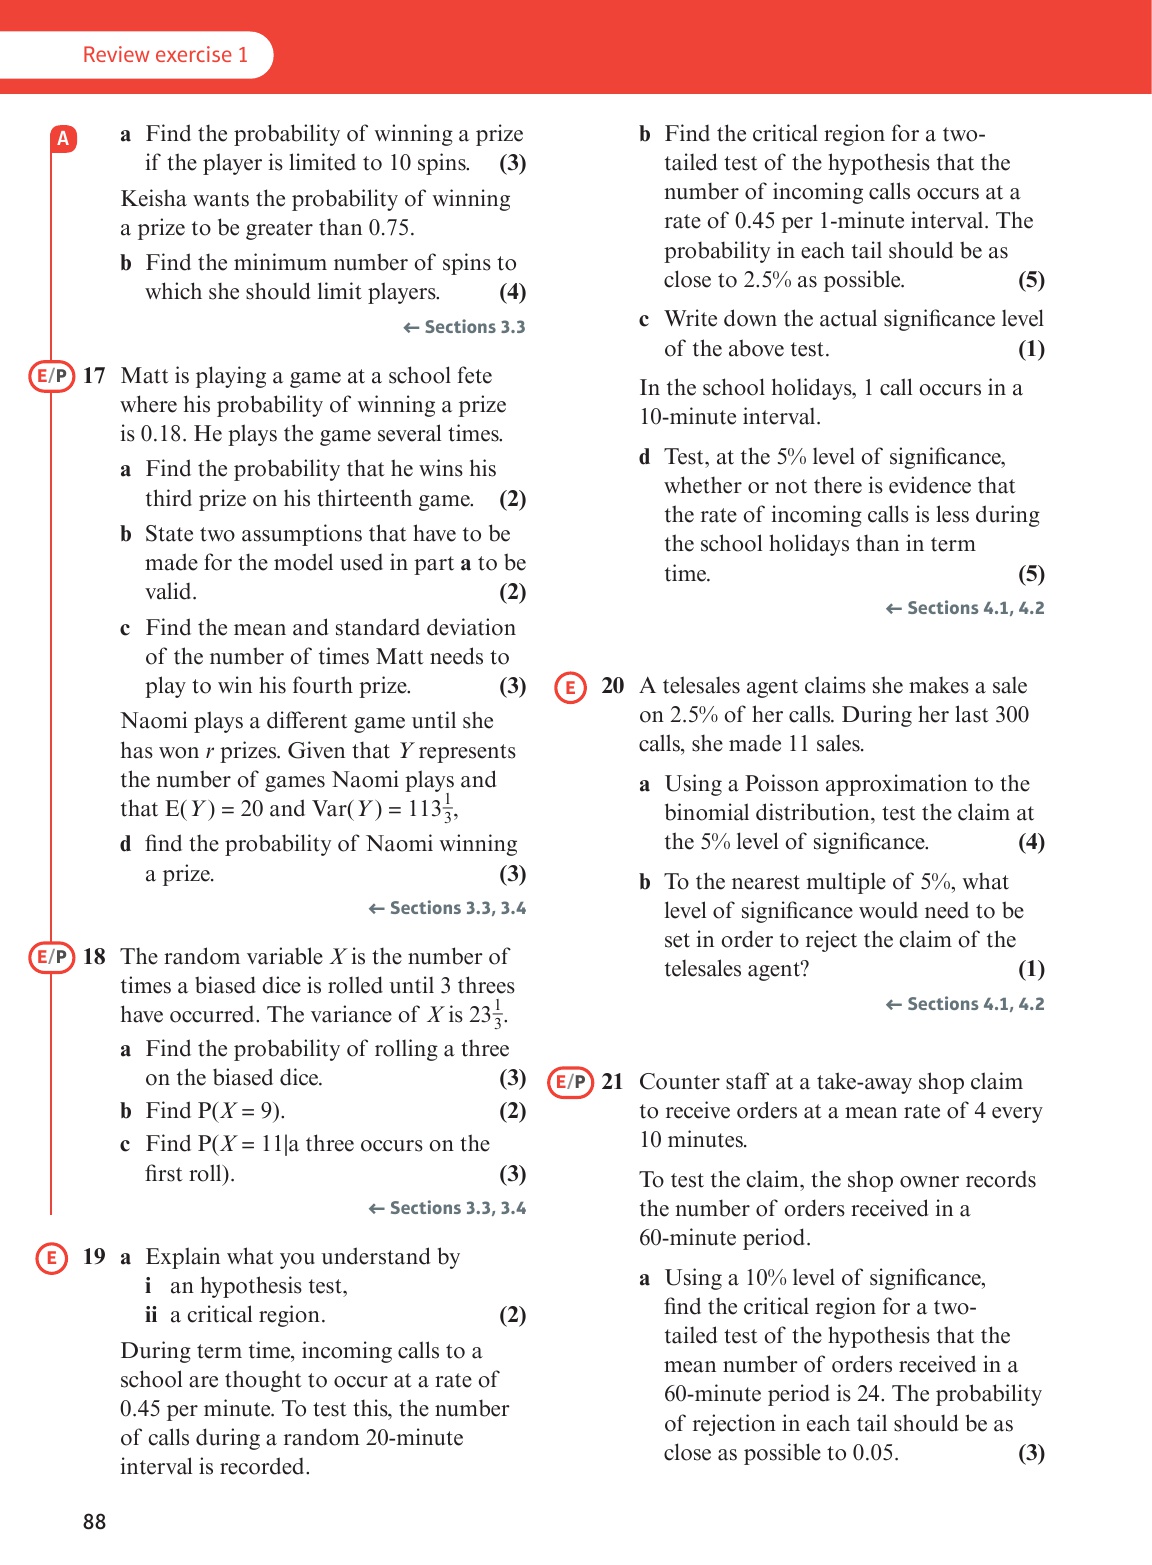 Review exercise 1
A
a Find the probability of winning a prize
if the player is limited to 10 spins. (3)
Keisha wants the probability of winning
a prize to be greater than 0.75.
b Find the minimum number of spins to
which she should limit players. (4)
← Sections 3.3
E/P 17 Matt is playing a game at a school fete
where his probability of winning a prize
is 0.18. He plays the game several times.
a Find the probability that he wins his
third prize on his thirteenth game. (2)
b State two assumptions that have to be
made for the model used in part a to be
valid. (2)
c Find the mean and standard deviation
of the number of times Matt needs to
play to win his fourth prize. (3)
Naomi plays a different game until she
has won r prizes. Given that Y represents
the number of games Naomi plays and
that E(Y) = 20 and Var(Y) = 113 1/3,
d find the probability of Naomi winning
a prize. (3)
← Sections 3.3, 3.4
E/P 18 The random variable X is the number of
times a biased dice is rolled until 3 threes
have occurred. The variance of X is 23 1/3.
a Find the probability of rolling a three
on the biased dice. (3)
b Find P(X = 9). (2)
c Find P(X = 11|a three occurs on the
first roll). (3)
← Sections 3.3, 3.4
E 19 a Explain what you understand by
i an hypothesis test,
ii a critical region. (2)
During term time, incoming calls to a
school are thought to occur at a rate of
0.45 per minute. To test this, the number
of calls during a random 20-minute
interval is recorded.
b Find the critical region for a two-
tailed test of the hypothesis that the
number of incoming calls occurs at a
rate of 0.45 per 1-minute interval. The
probability in each tail should be as
close to 2.5% as possible. (5)
c Write down the actual significance level
of the above test. (1)
In the school holidays, 1 call occurs in a
10-minute interval.
d Test, at the 5% level of significance,
whether or not there is evidence that
the rate of incoming calls is less during
the school holidays than in term
time. (5)
← Sections 4.1, 4.2
E 20 A telesales agent claims she makes a sale
on 2.5% of her calls. During her last 300
calls, she made 11 sales.
a Using a Poisson approximation to the
binomial distribution, test the claim at
the 5% level of significance. (4)
b To the nearest multiple of 5%, what
level of significance would need to be
set in order to reject the claim of the
telesales agent? (1)
← Sections 4.1, 4.2
E/P 21 Counter staff at a take-away shop claim
to receive orders at a mean rate of 4 every
10 minutes.
To test the claim, the shop owner records
the number of orders received in a
60-minute period.
a Using a 10% level of significance,
find the critical region for a two-
tailed test of the hypothesis that the
mean number of orders received in a
60-minute period is 24. The probability
of rejection in each tail should be as
close as possible to 0.05. (3)
88